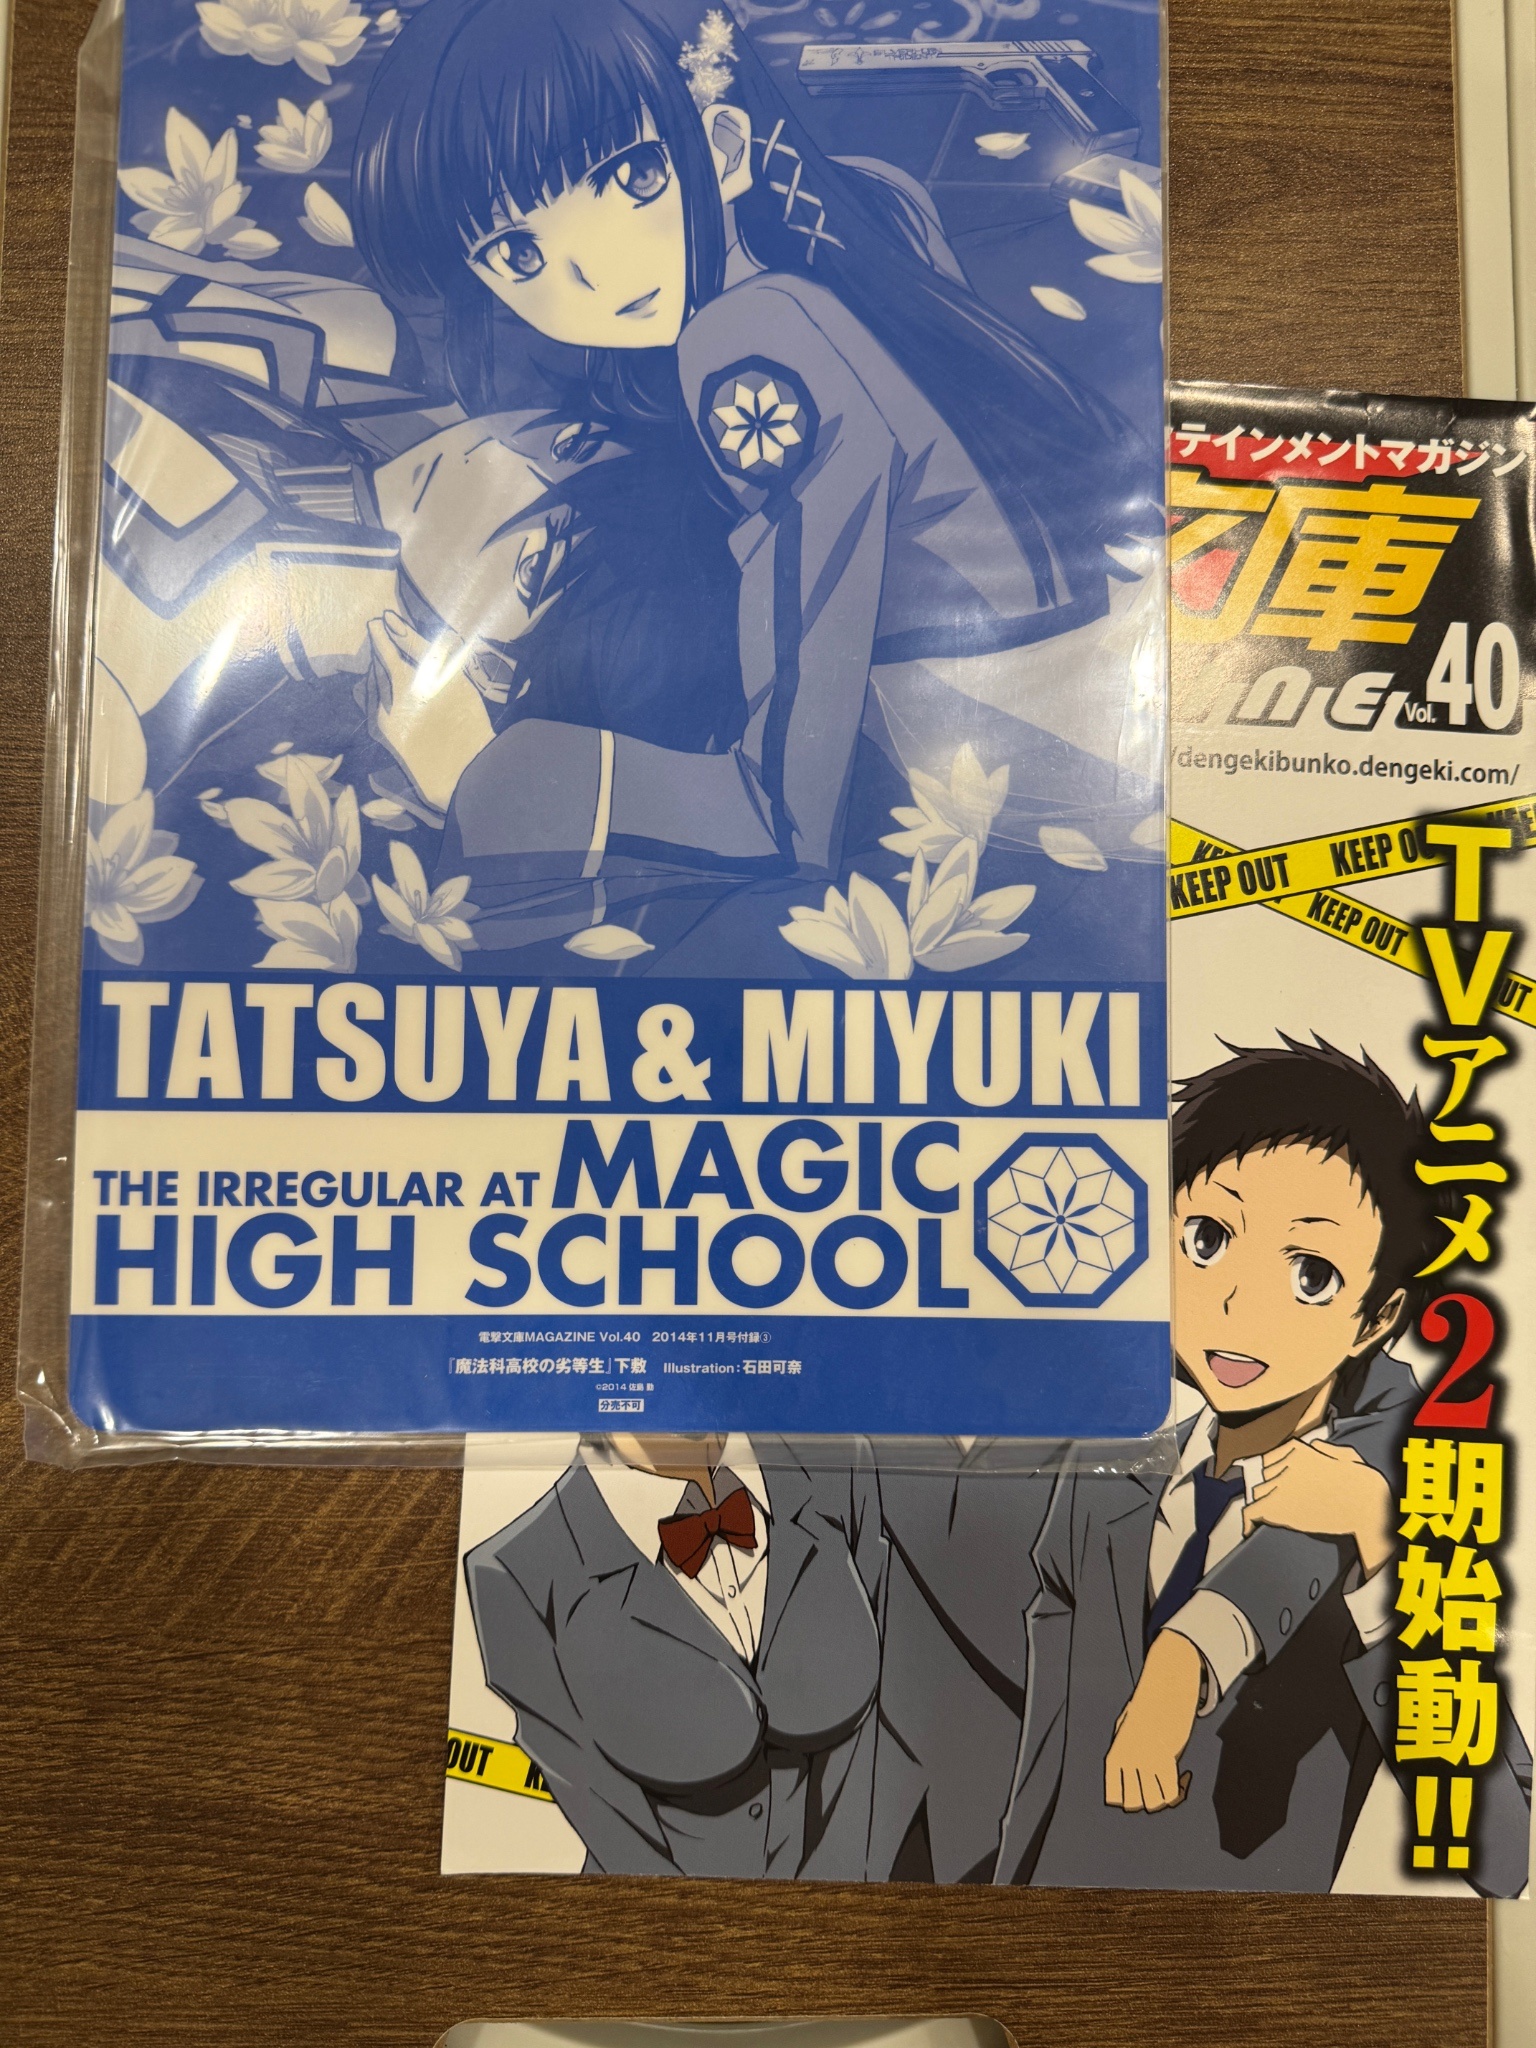 TATSUYA & MIYUKI
THE IRREGULAR AT MAGIC
HIGH SCHOOL
電撃文庫MAGAZINE Vol.40 2014年11月号付録③
『魔法科高校の劣等生』下敷 Illustration:石田可奈
©2014 佐島 勤
分売不可
テインメントマガジン
文庫
Vol.40
/dengekibunko.dengeki.com/
KEEP OUT KEEP OUT
KEEP OUT
OUT
TVアニメ2期始動!!
OUT